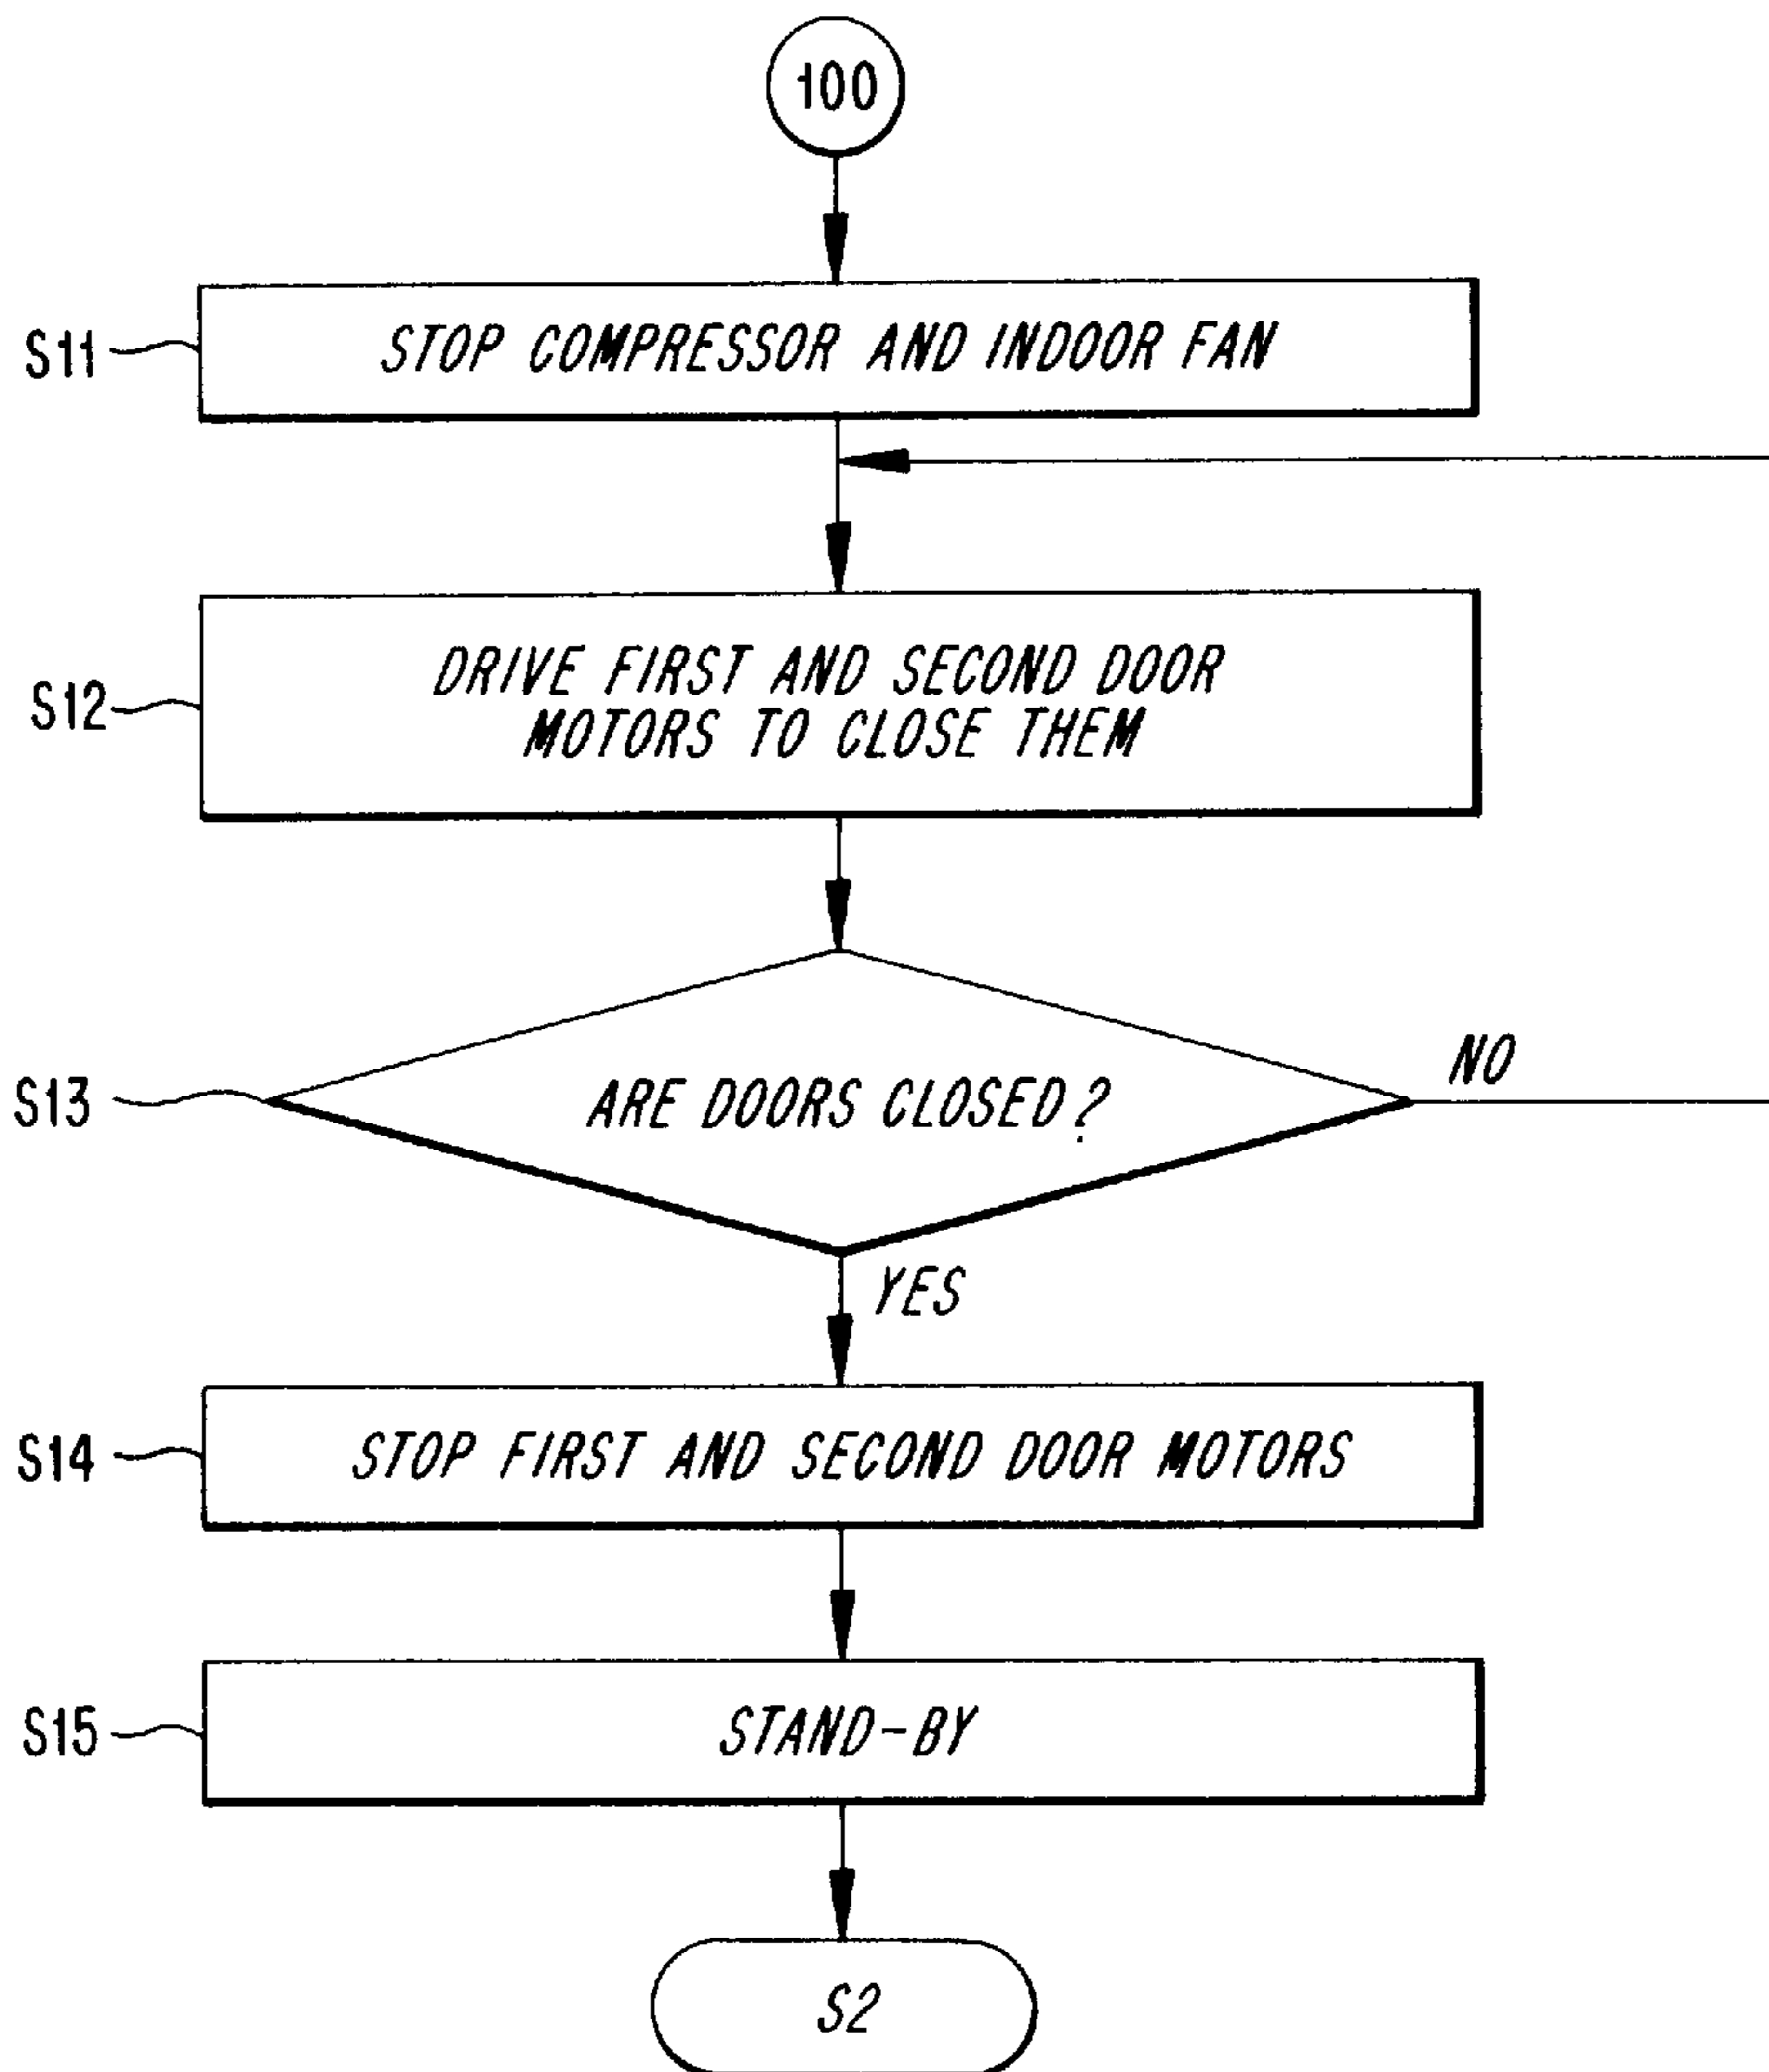 100
S11
STOP COMPRESSOR AND INDOOR FAN
S12
DRIVE FIRST AND SECOND DOOR
MOTORS TO CLOSE THEM
S13
ARE DOORS CLOSED?
NO
YES
S14
STOP FIRST AND SECOND DOOR MOTORS
S15
STAND-BY
S2